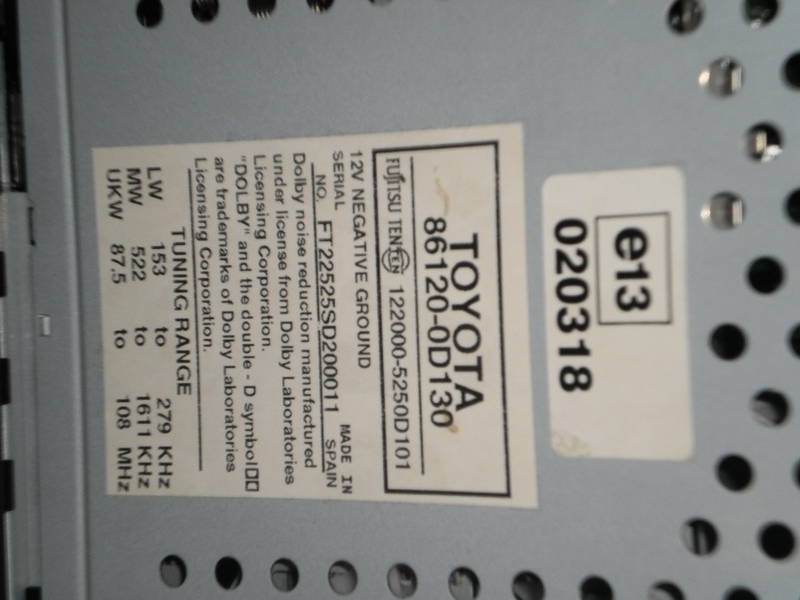 e13
020318
TOYOTA
86120-0D130
FUJITSU TEN TEN 122000-5250D101
12V NEGATIVE GROUND
SERIAL NO. FT22525SD200011 MADE IN SPAIN
Dolby noise reduction manufactured
under license from Dolby Laboratories
Licensing Corporation.
"DOLBY" and the double - D symbol
are trademarks of Dolby Laboratories
Licensing Corporation.
TUNING RANGE
LW 153 to 279 KHz
MW 522 to 1611 KHz
UKW 87.5 to 108 MHz